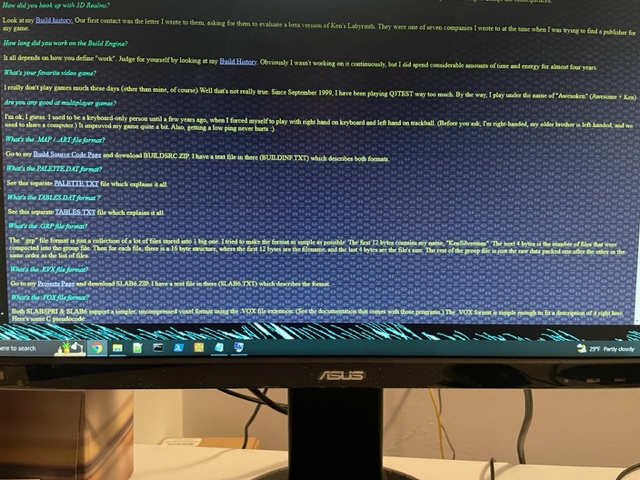 How did you hook up with 3D Realms?
Look at my Build history. Our first contact was the letter I wrote to them, asking for them to evaluate a beta version of Ken's Labyrinth. They were one of seven companies I wrote to at the time when I was trying to find a publisher for
my game.
How long did you work on the Build Engine?
It all depends on how you define "work". Judge for yourself by looking at my Build History. Obviously I wasn't working on it continuously, but I did spend considerable amounts of time and energy for almost four years.
What's your favorite video game?
I really don't play games much these days (other than mine, of course) Well that's not really true. Since September 1999, I have been playing Q3TEST way too much. By the way, I play under the name of "Awesoken" (Awesome + Ken)
Are you any good at multiplayer games?
I'm ok, I guess. I used to be a keyboard-only person until a few years ago, when I forced myself to play with right hand on keyboard and left hand on trackball. (Before you ask, I'm right-handed, my older brother is left-handed, and we
used to share a computer.) It improved my game quite a bit. Also, getting a low ping never hurts :)
What's the .MAP / .ART file format?
Go to my Build Source Code Page and download BUILDSRC.ZIP. I have a text file in there (BUILDINF.TXT) which describes both formats.
What's the PALETTE.DAT format?
See this separate PALETTE.TXT file which explains it all.
What's the TABLES.DAT format?
See this separate TABLES.TXT file which explains it all.
What's the .GRP file format?
The ".grp" file format is just a collection of a lot of files stored into 1 big one. I tried to make the format as simple as possible: The first 12 bytes contains my name, "KenSilverman". The next 4 bytes is the number of files that were
compacted into the group file. Then for each file, there is a 16 byte structure, where the first 12 bytes are the filename, and the last 4 bytes are the file's size. The rest of the group file is just the raw data packed one after the other in the
same order as the list of files.
What's the .KVX file format?
Go to my Projects Page and download SLAB6.ZIP. I have a text file in there (SLAB6.TXT) which describes the format.
What's the .VOX file format?
Both SLABSPRI & SLAB6 support a simpler, uncompressed voxel format using the .VOX file extension. (See the documentation that comes with those programs.) The .VOX format is simple enough to fit a description of it right here.
Here's some C pseudocode:
ere to search
29°F Partly cloudy
ASUS